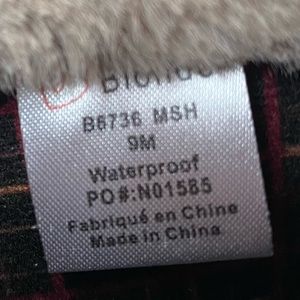 B6736 MSH
9M
Waterproof
PO#:N01585
Fabriqué en Chine
Made in China